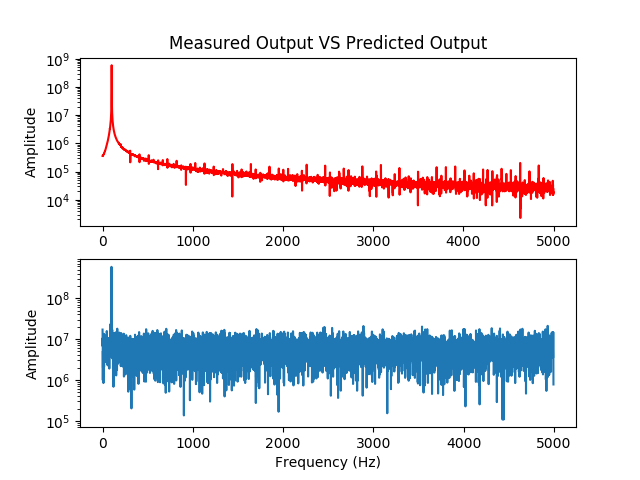 Measured Output VS Predicted Output
Amplitude
10⁹
10⁸
10⁷
10⁶
10⁵
10⁴
0 1000 2000 3000 4000 5000
Amplitude
10⁸
10⁷
10⁶
10⁵
0 1000 2000 3000 4000 5000
Frequency (Hz)